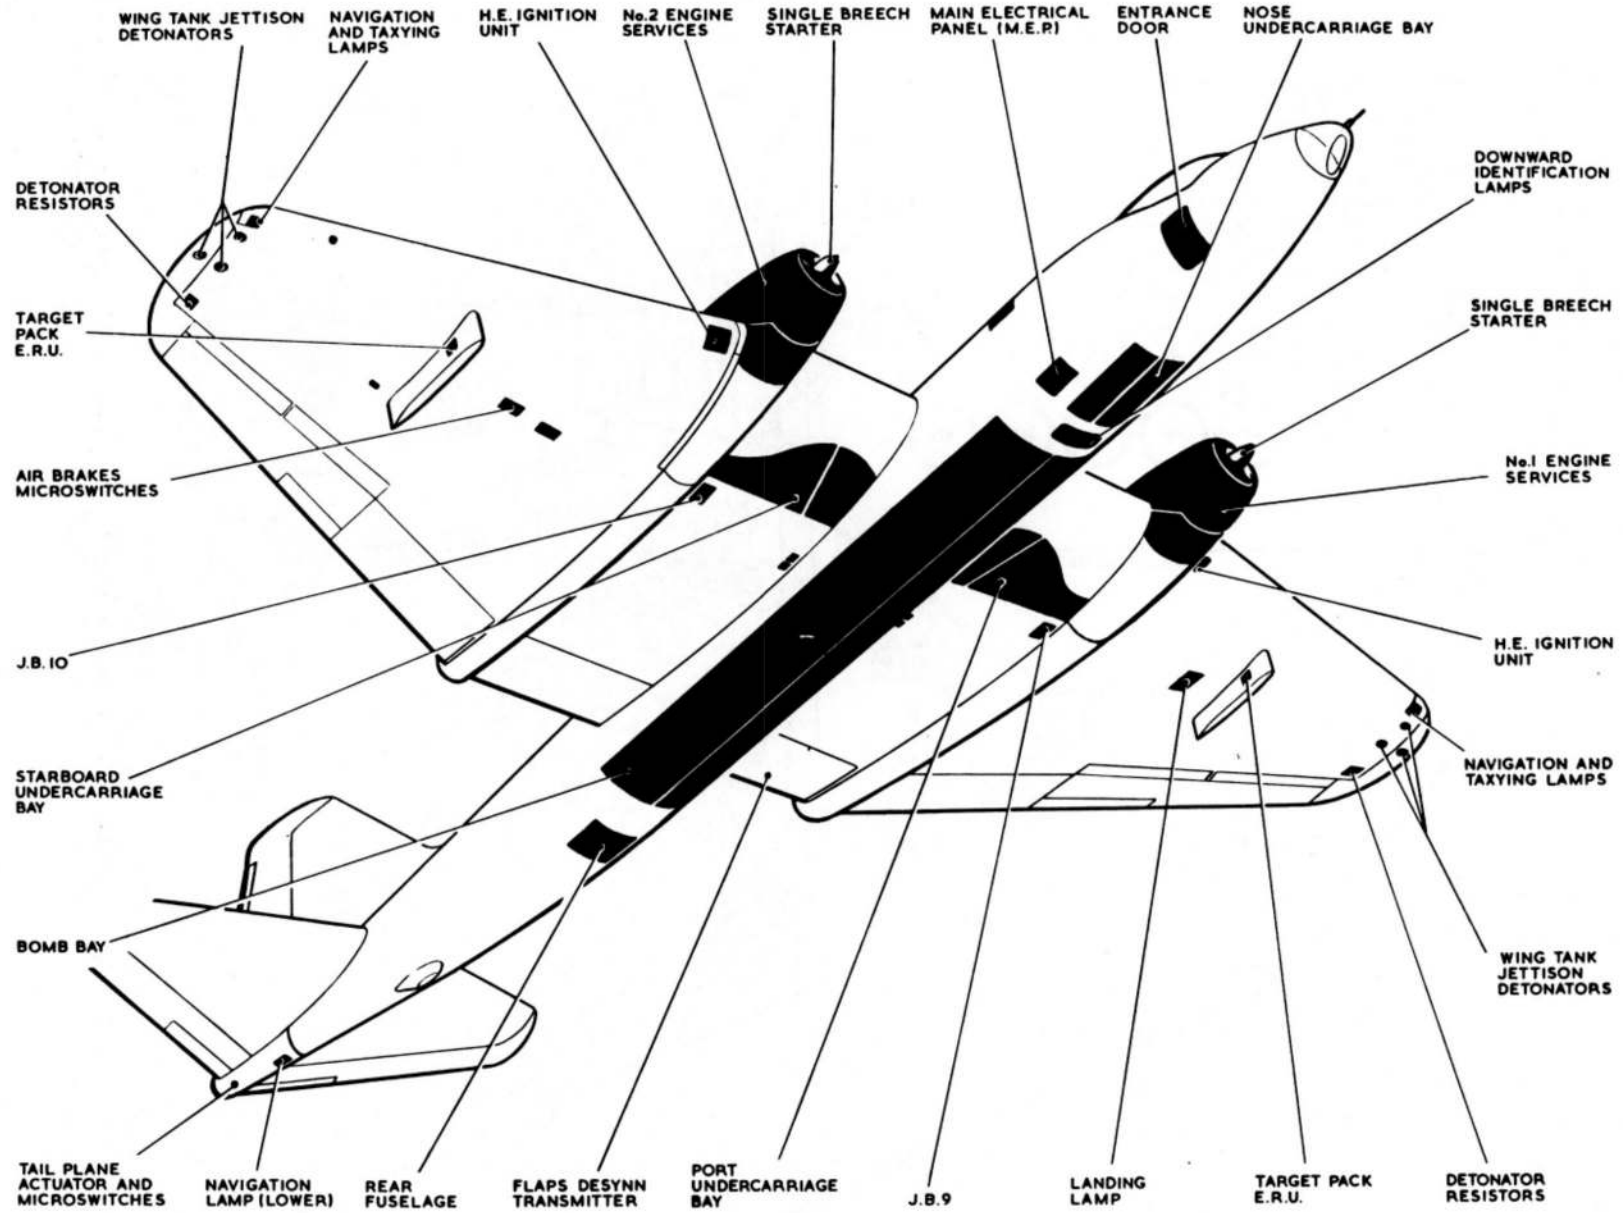 WING TANK JETTISON
DETONATORS
NAVIGATION
AND TAXYING
LAMPS
H.E. IGNITION
UNIT
No.2 ENGINE
SERVICES
SINGLE BREECH
STARTER
MAIN ELECTRICAL
PANEL (M.E.P.)
ENTRANCE
DOOR
NOSE
UNDERCARRIAGE BAY
DOWNWARD
IDENTIFICATION
LAMPS
DETONATOR
RESISTORS
SINGLE BREECH
STARTER
TARGET
PACK
E.R.U.
No.1 ENGINE
SERVICES
AIR BRAKES
MICROSWITCHES
H.E. IGNITION
UNIT
J.B.10
NAVIGATION AND
TAXYING LAMPS
STARBOARD
UNDERCARRIAGE
BAY
BOMB BAY
WING TANK
JETTISON
DETONATORS
TAIL PLANE
ACTUATOR AND
MICROSWITCHES
NAVIGATION
LAMP (LOWER)
REAR
FUSELAGE
FLAPS DESYNN
TRANSMITTER
PORT
UNDERCARRIAGE
BAY
J.B.9
LANDING
LAMP
TARGET PACK
E.R.U.
DETONATOR
RESISTORS